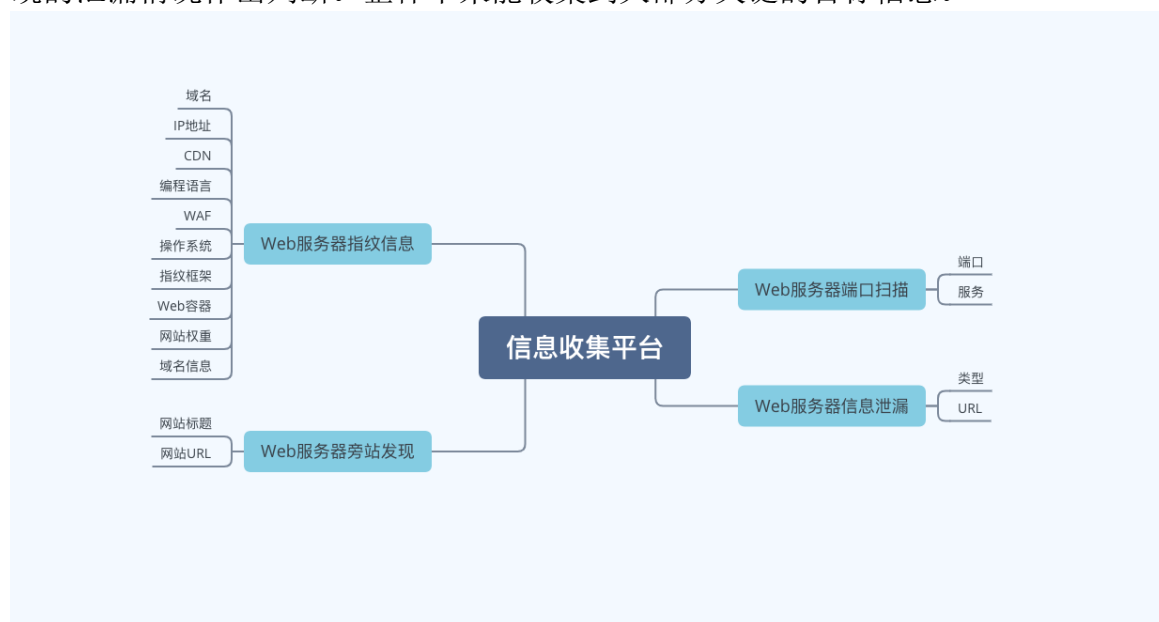 域名
IP地址
CDN
编程语言
WAF
操作系统
指纹框架
Web容器
网站权重
域名信息
Web服务器指纹信息
网站标题
网站URL
Web服务器旁站发现
信息收集平台
Web服务器端口扫描
端口
服务
Web服务器信息泄漏
类型
URL